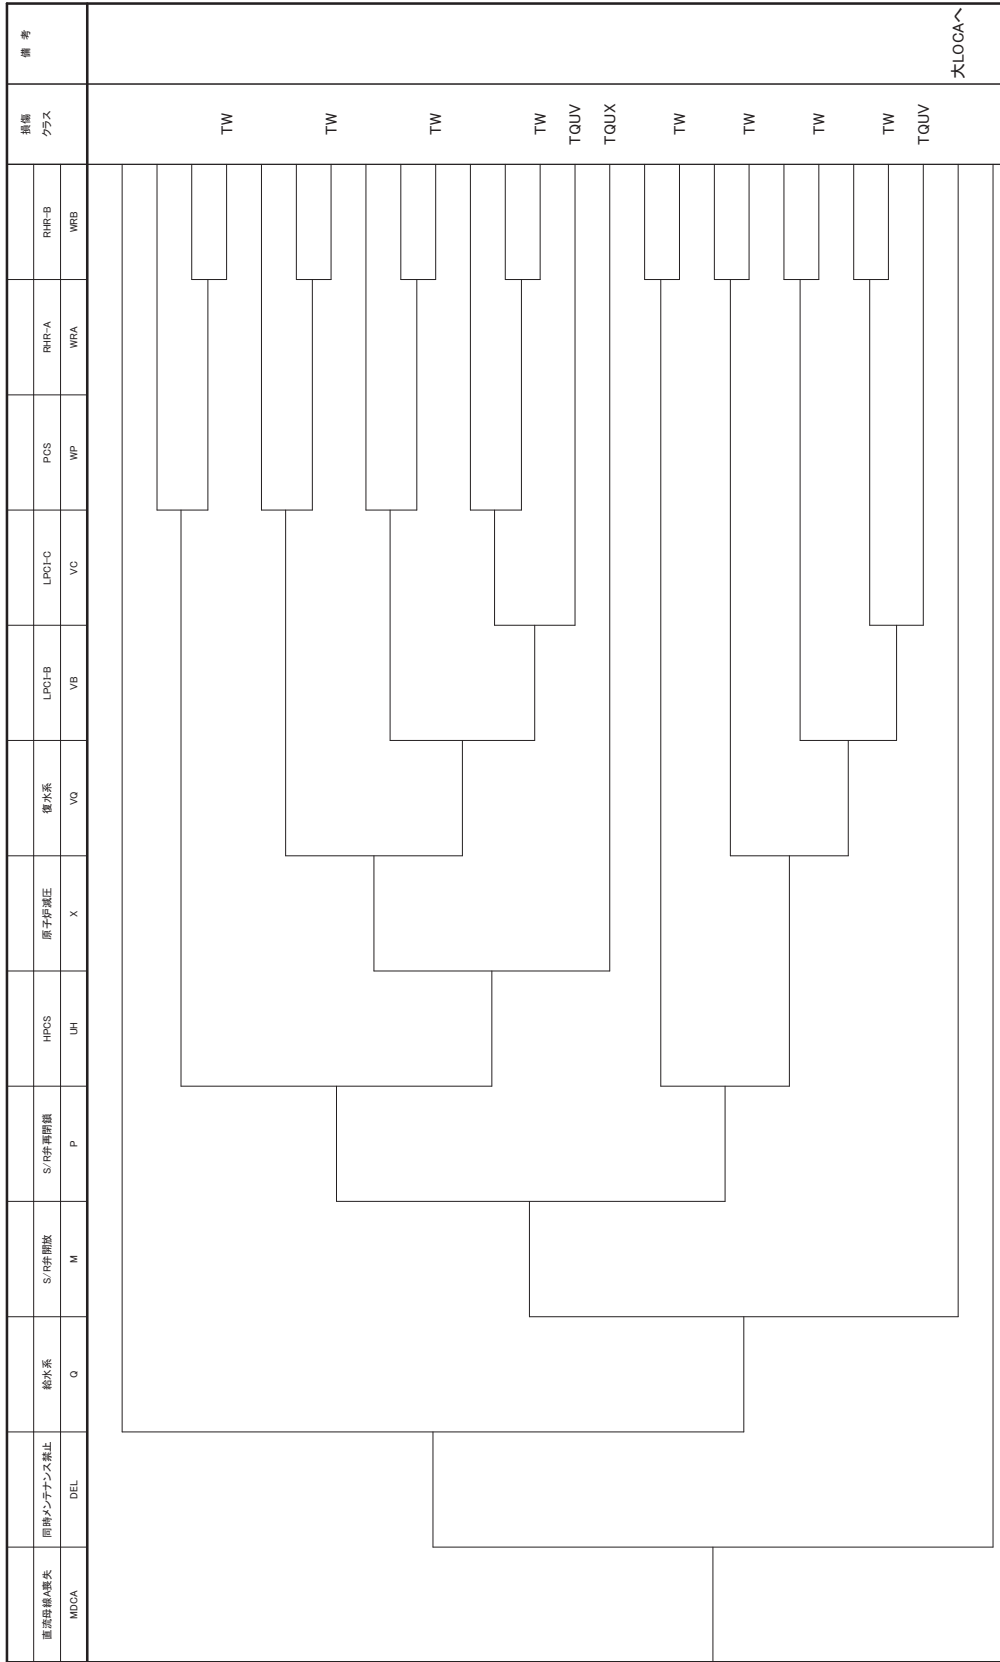 直流母線A喪失
同時メンテナンス禁止
給水系
S/R弁開放
S/R弁再閉鎖
HPCS
原子炉減圧
復水系
LPCI-B
LPCI-C
PCS
RHR-A
RHR-B
損傷
クラス
備 考
MDCA
DEL
Q
M
P
UH
X
VQ
VB
VC
WP
WRA
WRB
TW
TW
TW
TW
TQUV
TQUX
TW
TW
TW
TW
TQUV
大LOCAへ